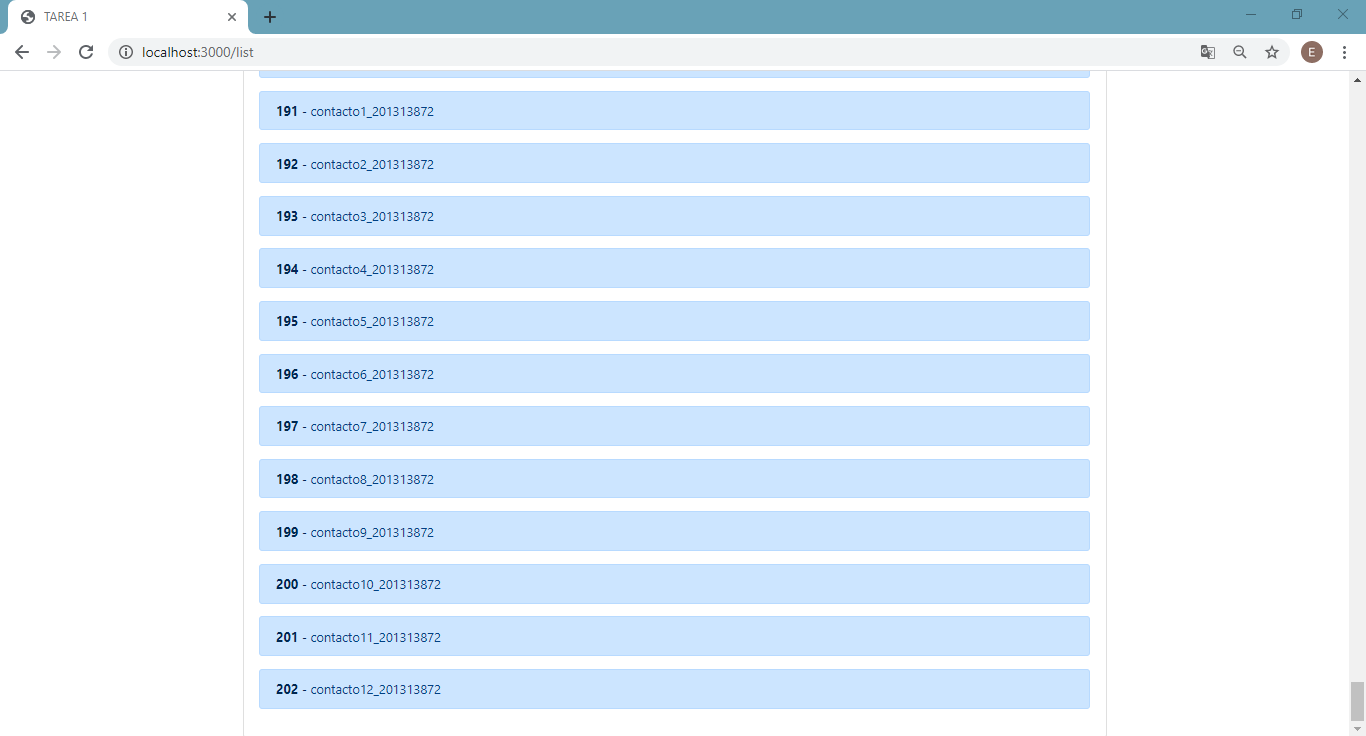 TAREA 1
localhost:3000/list
E
191 - contacto1_201313872
192 - contacto2_201313872
193 - contacto3_201313872
194 - contacto4_201313872
195 - contacto5_201313872
196 - contacto6_201313872
197 - contacto7_201313872
198 - contacto8_201313872
199 - contacto9_201313872
200 - contacto10_201313872
201 - contacto11_201313872
202 - contacto12_201313872